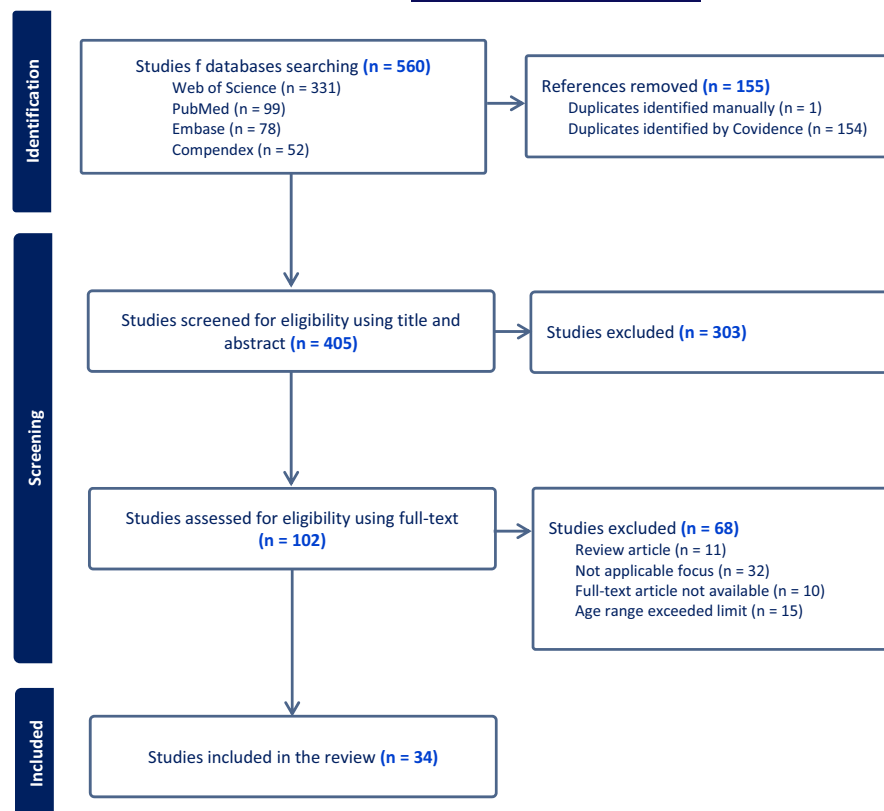 Identification
Studies f databases searching (n = 560)
Web of Science (n = 331)
PubMed (n = 99)
Embase (n = 78)
Compendex (n = 52)
References removed (n = 155)
Duplicates identified manually (n = 1)
Duplicates identified by Covidence (n = 154)
Screening
Studies screened for eligibility using title and
abstract (n = 405)
Studies excluded (n = 303)
Studies assessed for eligibility using full-text
(n = 102)
Studies excluded (n = 68)
Review article (n = 11)
Not applicable focus (n = 32)
Full-text article not available (n = 10)
Age range exceeded limit (n = 15)
Included
Studies included in the review (n = 34)